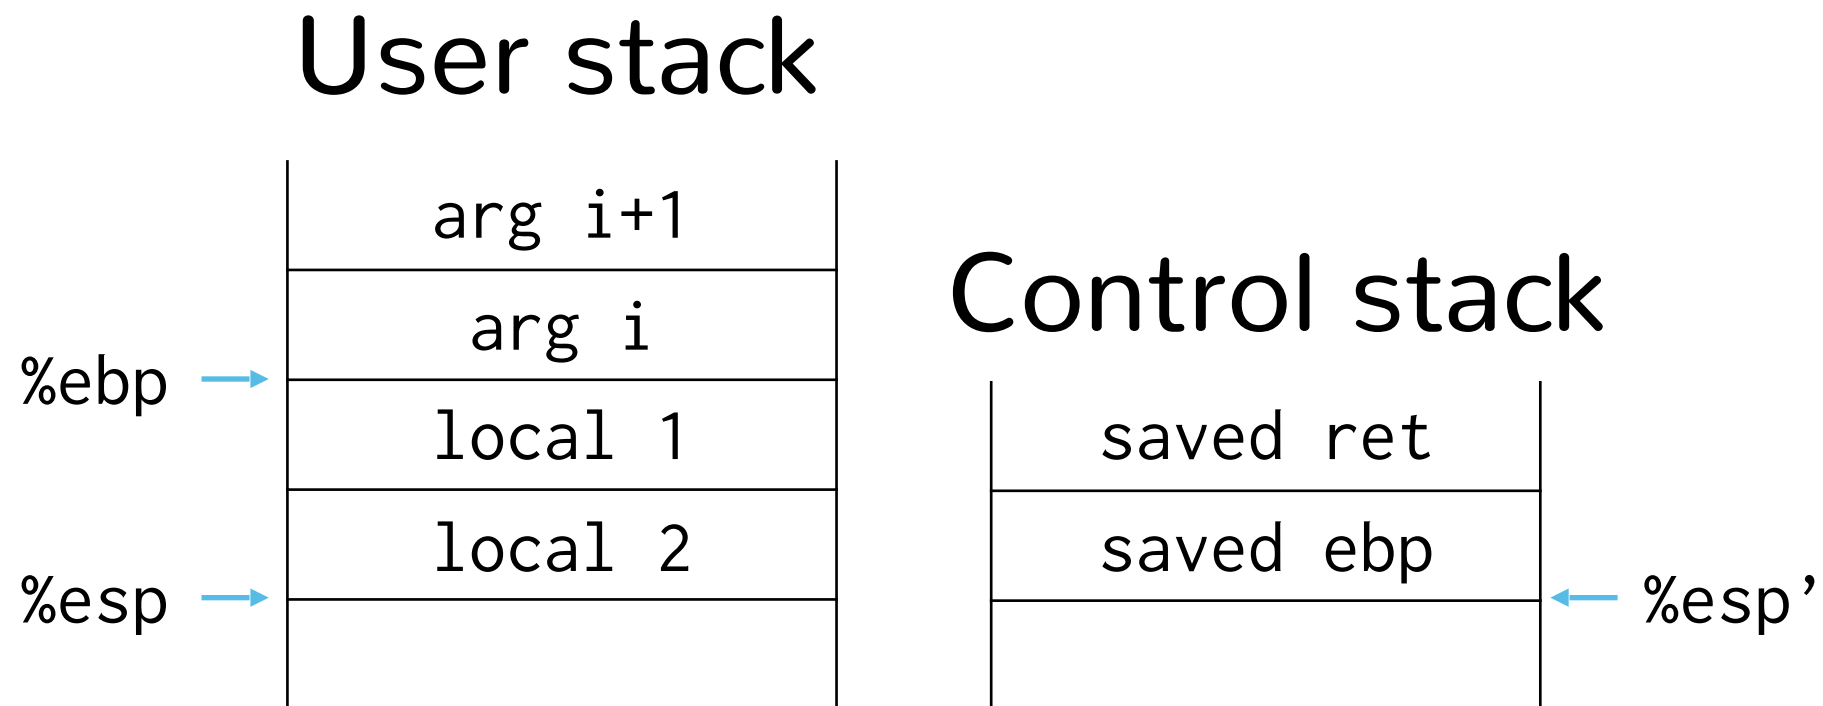 User stack
arg i+1
arg i
%ebp
local 1
local 2
%esp
Control stack
saved ret
saved ebp
%esp’